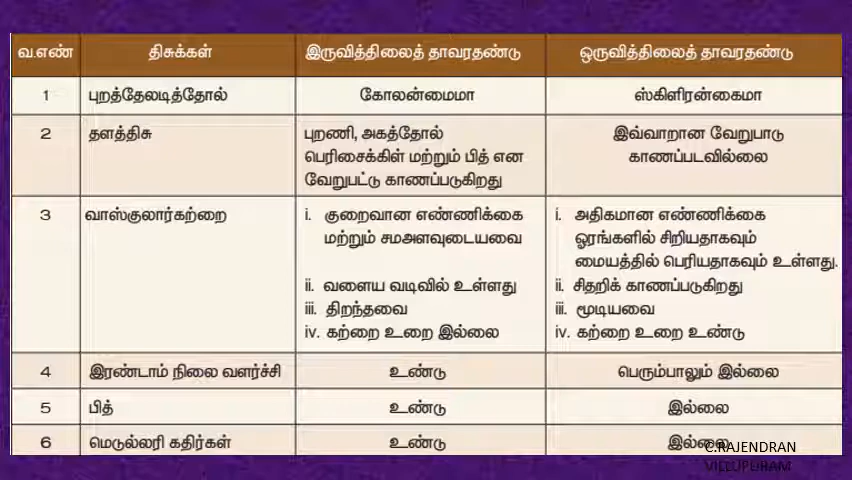 வ.எண் திசுக்கள் இருவித்திலைத் தாவரதண்டு ஒருவித்திலைத் தாவரதண்டு
1 புறத்தேலடித்தோல் கோலன்மைமா ஸ்கிளிரன்கைமா
2 தளத்திசு புறணி, அகத்தோல் இவ்வாறான வேறுபாடு
பெரிசைக்கிள் மற்றும் பித் என காணப்படவில்லை
வேறுபட்டு காணப்படுகிறது
3 வாஸ்குலார்கற்றை i. குறைவான எண்ணிக்கை i. அதிகமான எண்ணிக்கை
மற்றும் சமஅளவுடையவை ஓரங்களில் சிறியதாகவும்
மையத்தில் பெரியதாகவும் உள்ளது.
ii. வளைய வடிவில் உள்ளது ii. சிதறிக் காணப்படுகிறது
iii. திறந்தவை iii. மூடியவை
iv. கற்றை உறை இல்லை iv. கற்றை உறை உண்டு
4 இரண்டாம் நிலை வளர்ச்சி உண்டு பெரும்பாலும் இல்லை
5 பித் உண்டு இல்லை
6 மெடுல்லரி கதிர்கள் உண்டு இல்லை
C.RAJENDRAN
VILLUPURAM